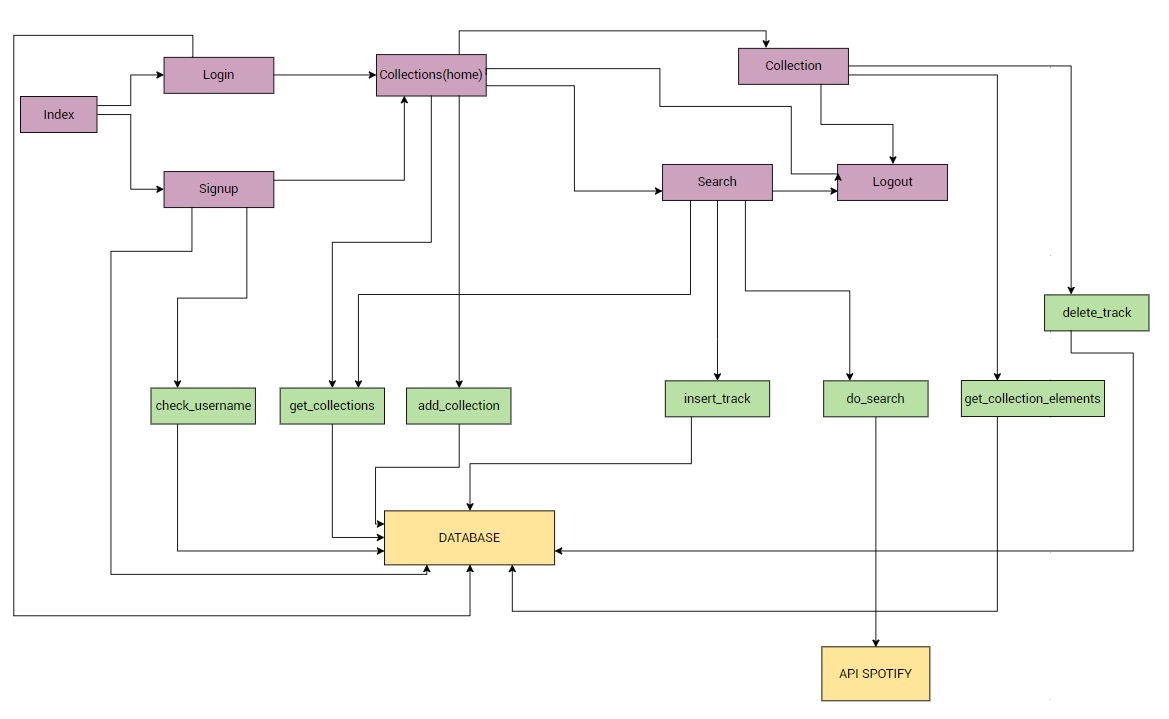 Login
Collections(home)
Collection
Index
Signup
Search
Logout
delete_track
check_username
get_collections
add_collection
insert_track
do_search
get_collection_elements
DATABASE
API SPOTIFY